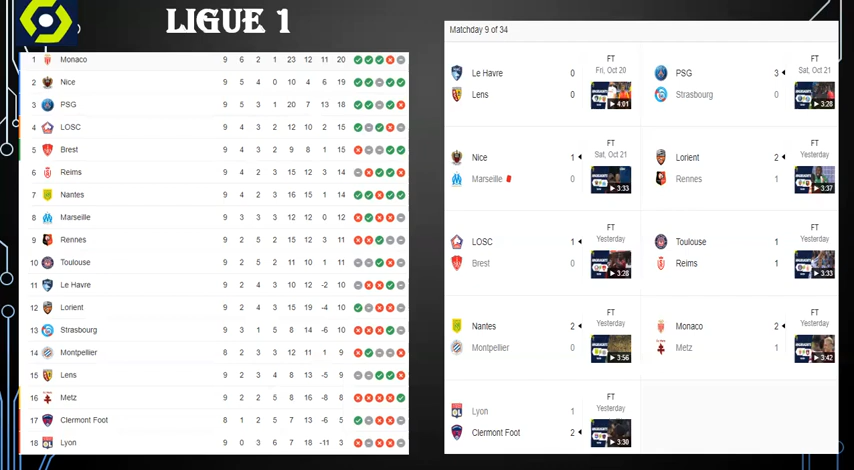 LIGUE 1
1 Monaco 9 6 2 1 23 12 11 20
2 Nice 9 5 4 0 10 4 6 19
3 PSG 9 5 3 1 20 7 13 18
4 LOSC 9 4 3 2 12 10 2 15
5 Brest 9 4 3 2 9 8 1 15
6 Reims 9 4 2 3 15 12 3 14
7 Nantes 9 4 2 3 16 15 1 14
8 Marseille 9 3 3 3 12 12 0 12
9 Rennes 9 2 5 2 15 12 3 11
10 Toulouse 9 2 5 2 11 10 1 11
11 Le Havre 9 2 4 3 10 12 -2 10
12 Lorient 9 2 4 3 15 19 -4 10
13 Strasbourg 9 3 1 5 8 14 -6 10
14 Montpellier 8 2 3 3 12 11 1 9
15 Lens 9 2 3 4 8 13 -5 9
16 Metz 9 2 2 5 8 16 -8 8
17 Clermont Foot 8 1 2 5 7 13 -6 5
18 Lyon 9 0 3 6 7 18 -11 3
Matchday 9 of 34
FT
Le Havre 0 Fri, Oct 20
Lens 0 4:01
FT
PSG 3 Sat, Oct 21
Strasbourg 0 3:28
FT
Nice 1 Sat, Oct 21
Marseille 0 3:33
FT
Lorient 2 Yesterday
Rennes 1 3:37
FT
LOSC 1 Yesterday
Brest 0 3:28
FT
Toulouse 1 Yesterday
Reims 1 3:33
FT
Nantes 2 Yesterday
Montpellier 0 3:56
FT
Monaco 2 Yesterday
Metz 1 3:42
FT
Lyon 1 Yesterday
Clermont Foot 2 3:30